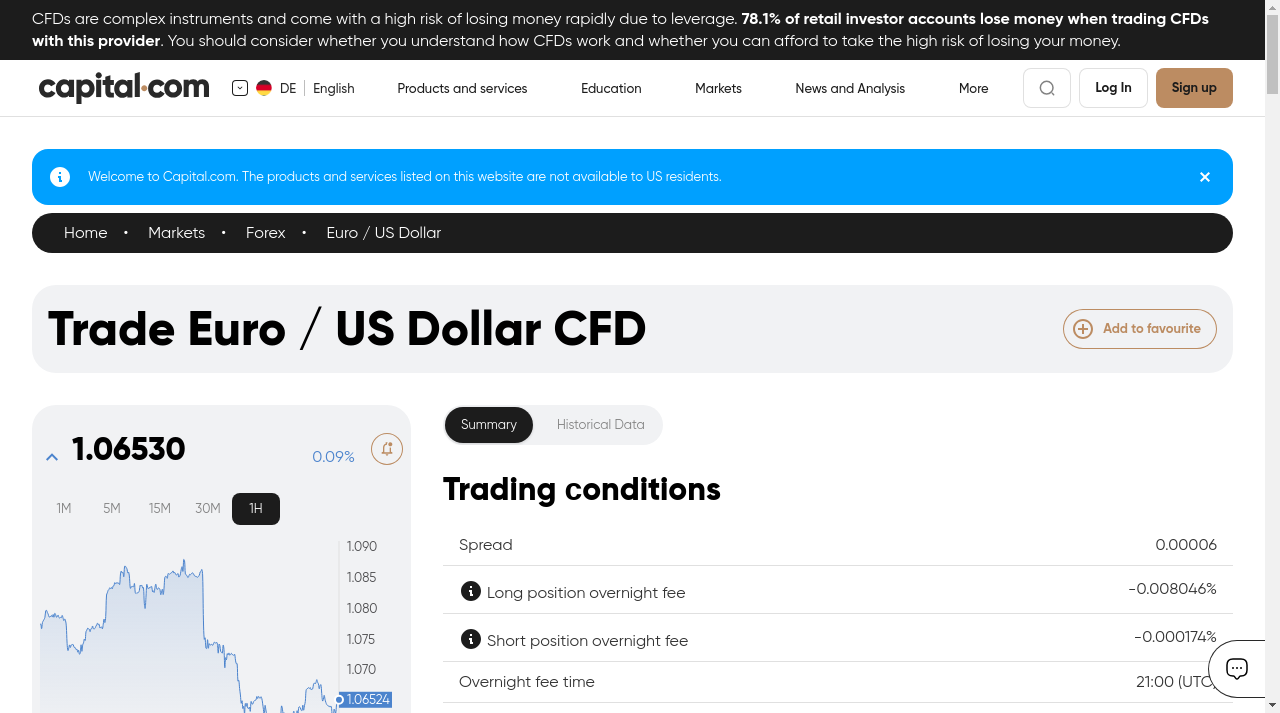 CFDs are complex instruments and come with a high risk of losing money rapidly due to leverage. 78.1% of retail investor accounts lose money when trading CFDs
with this provider. You should consider whether you understand how CFDs work and whether you can afford to take the high risk of losing your money.
capital.com
DE
English
Products and services
Education
Markets
News and Analysis
More
Log In
Sign up
Welcome to Capital.com. The products and services listed on this website are not available to US residents.
Home • Markets • Forex • Euro / US Dollar
Trade Euro / US Dollar CFD
Add to favourite
1.06530
0.09%
1M 5M 15M 30M 1H
1.090
1.085
1.080
1.075
1.070
1.06524
Summary
Historical Data
Trading conditions
Spread 0.00006
Long position overnight fee -0.008046%
Short position overnight fee -0.000174%
Overnight fee time 21:00 (UTC)